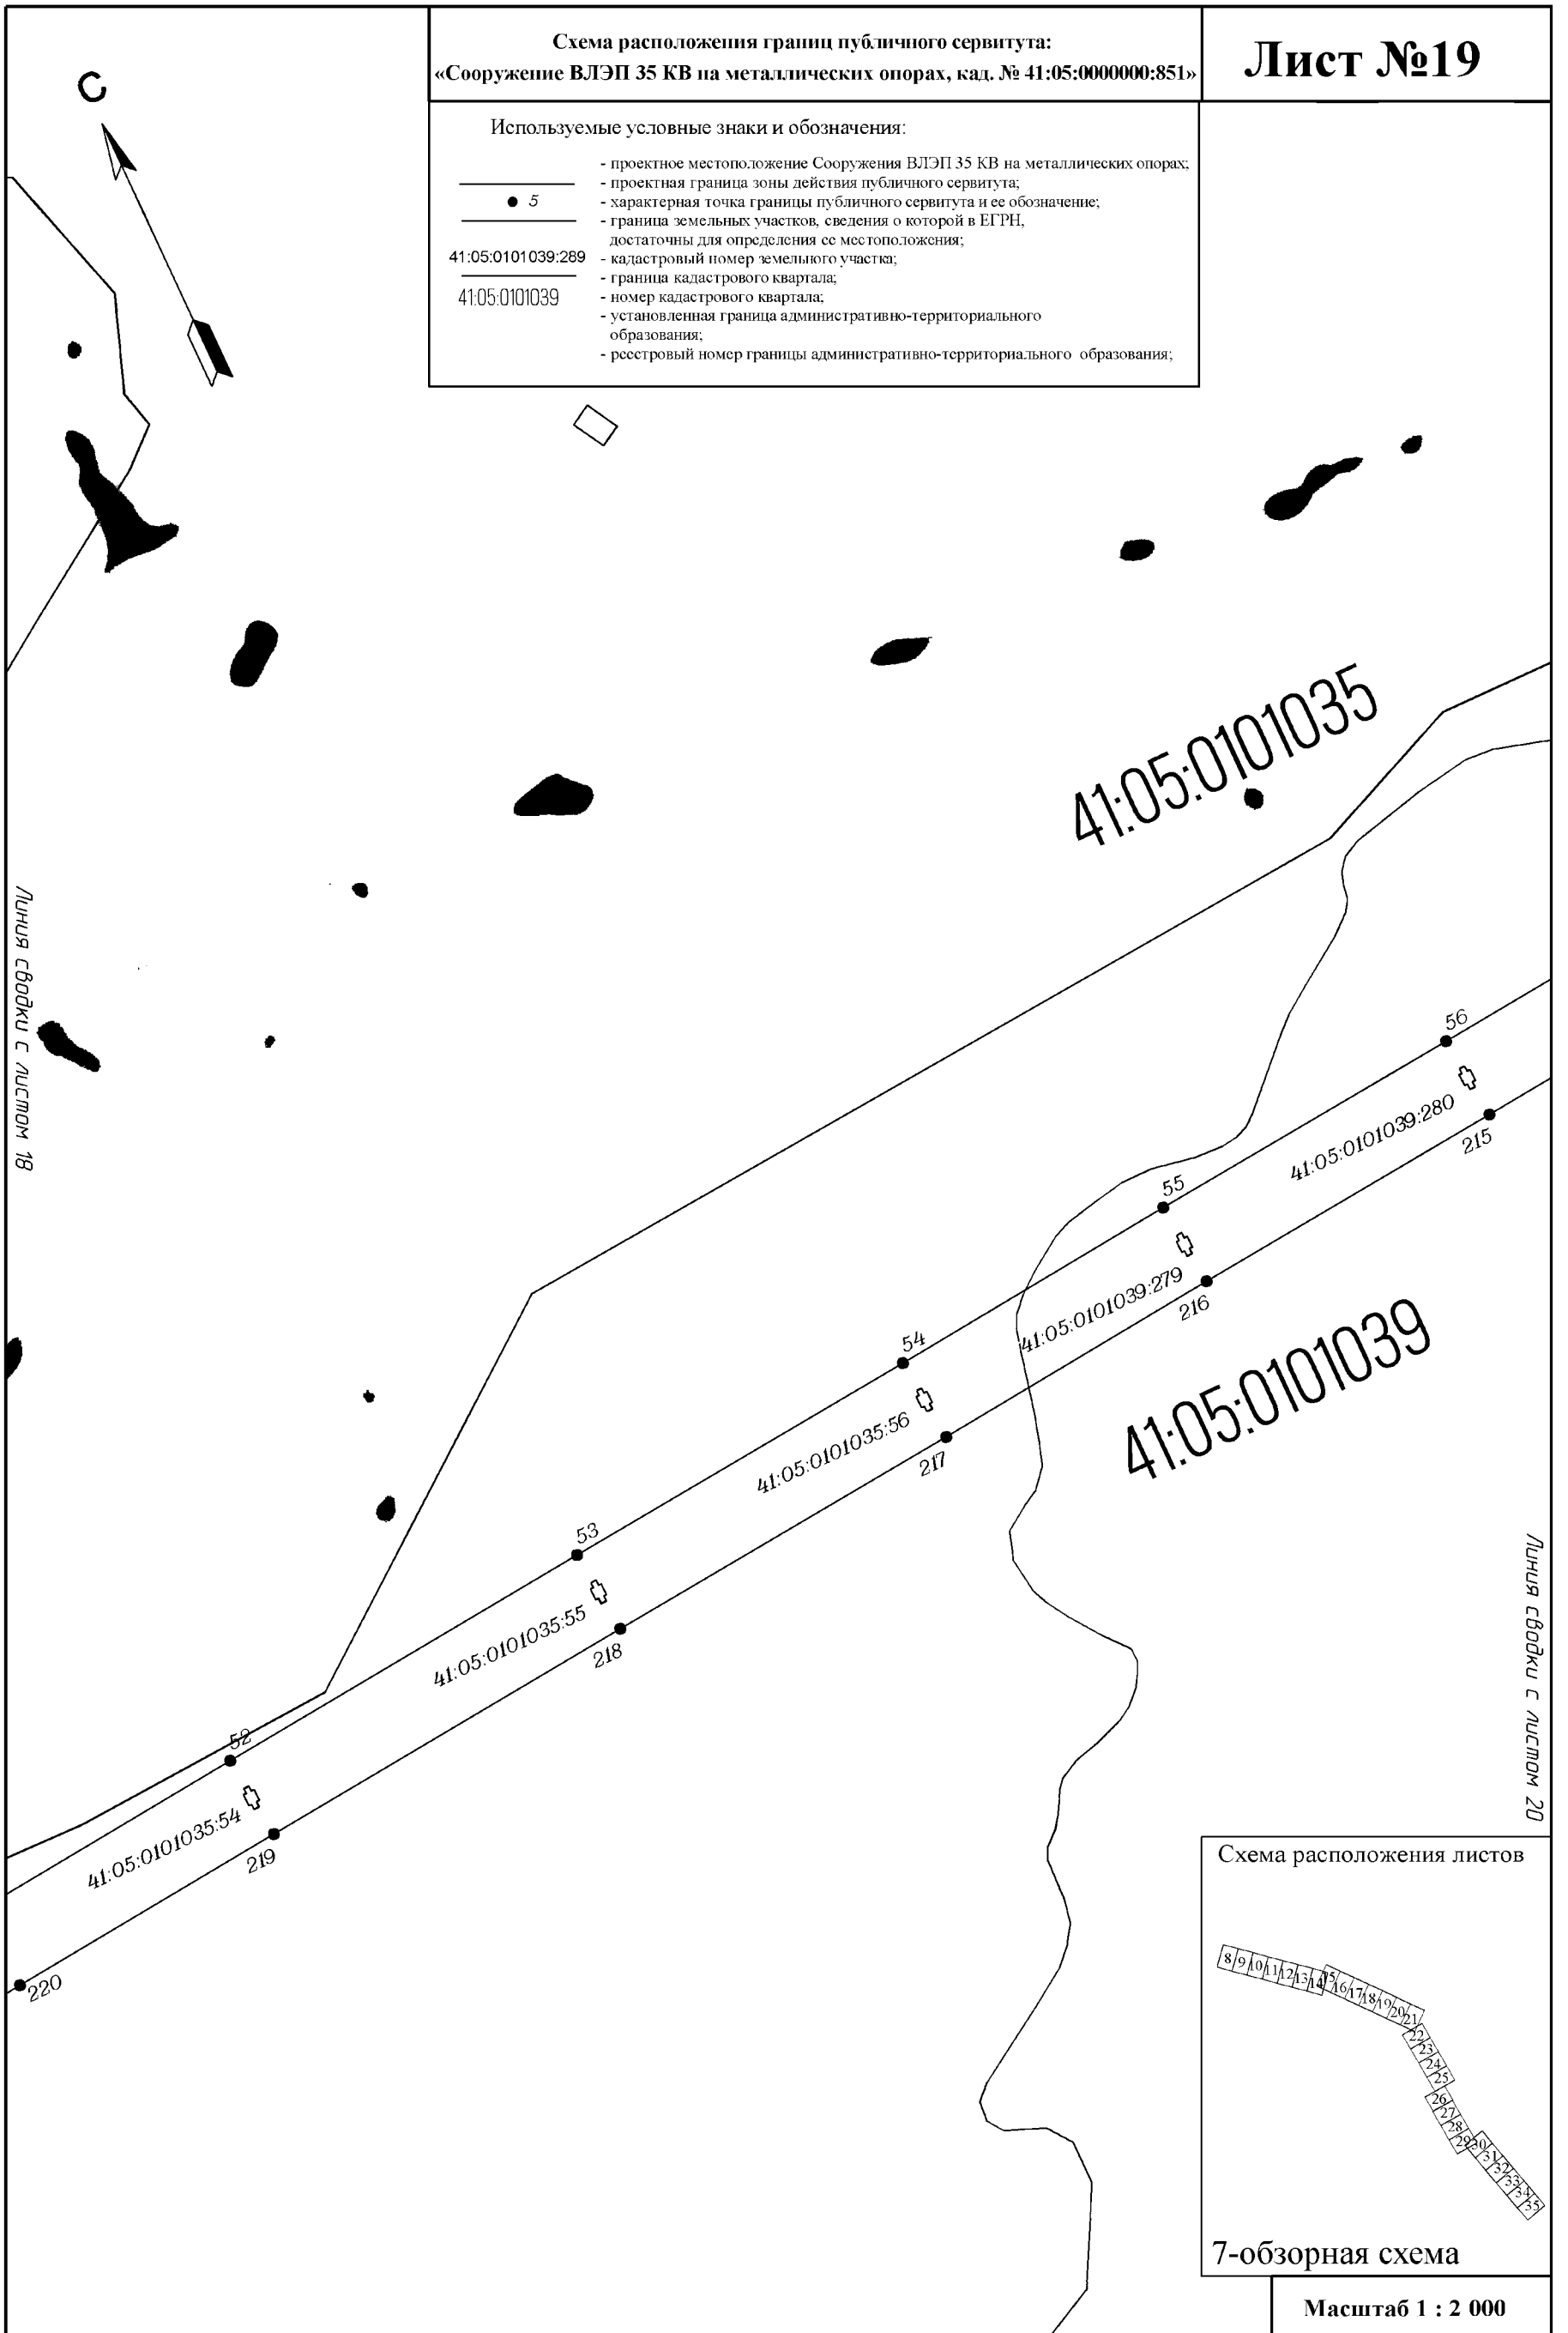 Схема расположения границ публичного сервитута:
«Сооружение ВЛЭП 35 КВ на металлических опорах, кад. № 41:05:0000000:851»
Лист №19
С
Используемые условные знаки и обозначения:
- проектное местоположение Сооружения ВЛЭП 35 КВ на металлических опорах;
- проектная граница зоны действия публичного сервитута;
5 - характерная точка границы публичного сервитута и ее обозначение;
- граница земельных участков, сведения о которой в ЕГРН,
достаточны для определения ее местоположения;
41:05:0101039:289 - кадастровый номер земельного участка;
- граница кадастрового квартала;
41:05:0101039 - номер кадастрового квартала;
- установленная граница административно-территориального
образования;
- реестровый номер границы административно-территориального образования;
41:05:0101035
Линия сводки с листом 18
56
41:05:0101039:280
215
55
41:05:0101039:279
216
54
41:05:0101039
41:05:0101035:56
217
53
41:05:0101035:55
218
Линия сводки с листом 20
52
41:05:0101035:54
219
220
Схема расположения листов
8
9
10
11
12
13
14
15
16
17
18
19
20
21
22
23
24
25
26
27
28
29
30
31
32
33
34
35
7-обзорная схема
Масштаб 1 : 2 000